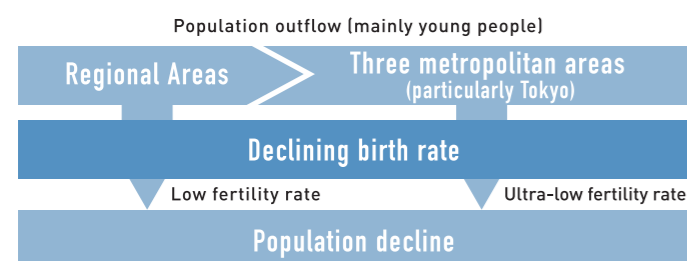 Population outflow (mainly young people)
Regional Areas
Three metropolitan areas
(particularly Tokyo)
Declining birth rate
Low fertility rate
Ultra-low fertility rate
Population decline